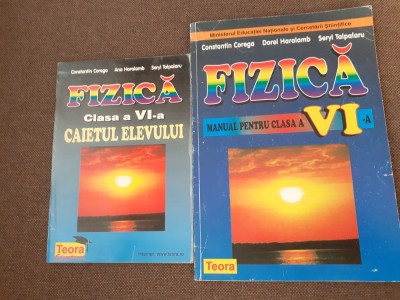 Constantin Corega Ana Haralamb Seryl Talpalaru
FIZICĂ
Clasa a VI-a
CAIETUL ELEVULUI
Teora
Ministerul Educației Naționale și Cercetării Științifice
Constantin Corega Dorel Haralamb Seryl Talpalaru
FIZICĂ
MANUAL PENTRU CLASA A VI-A
Teora